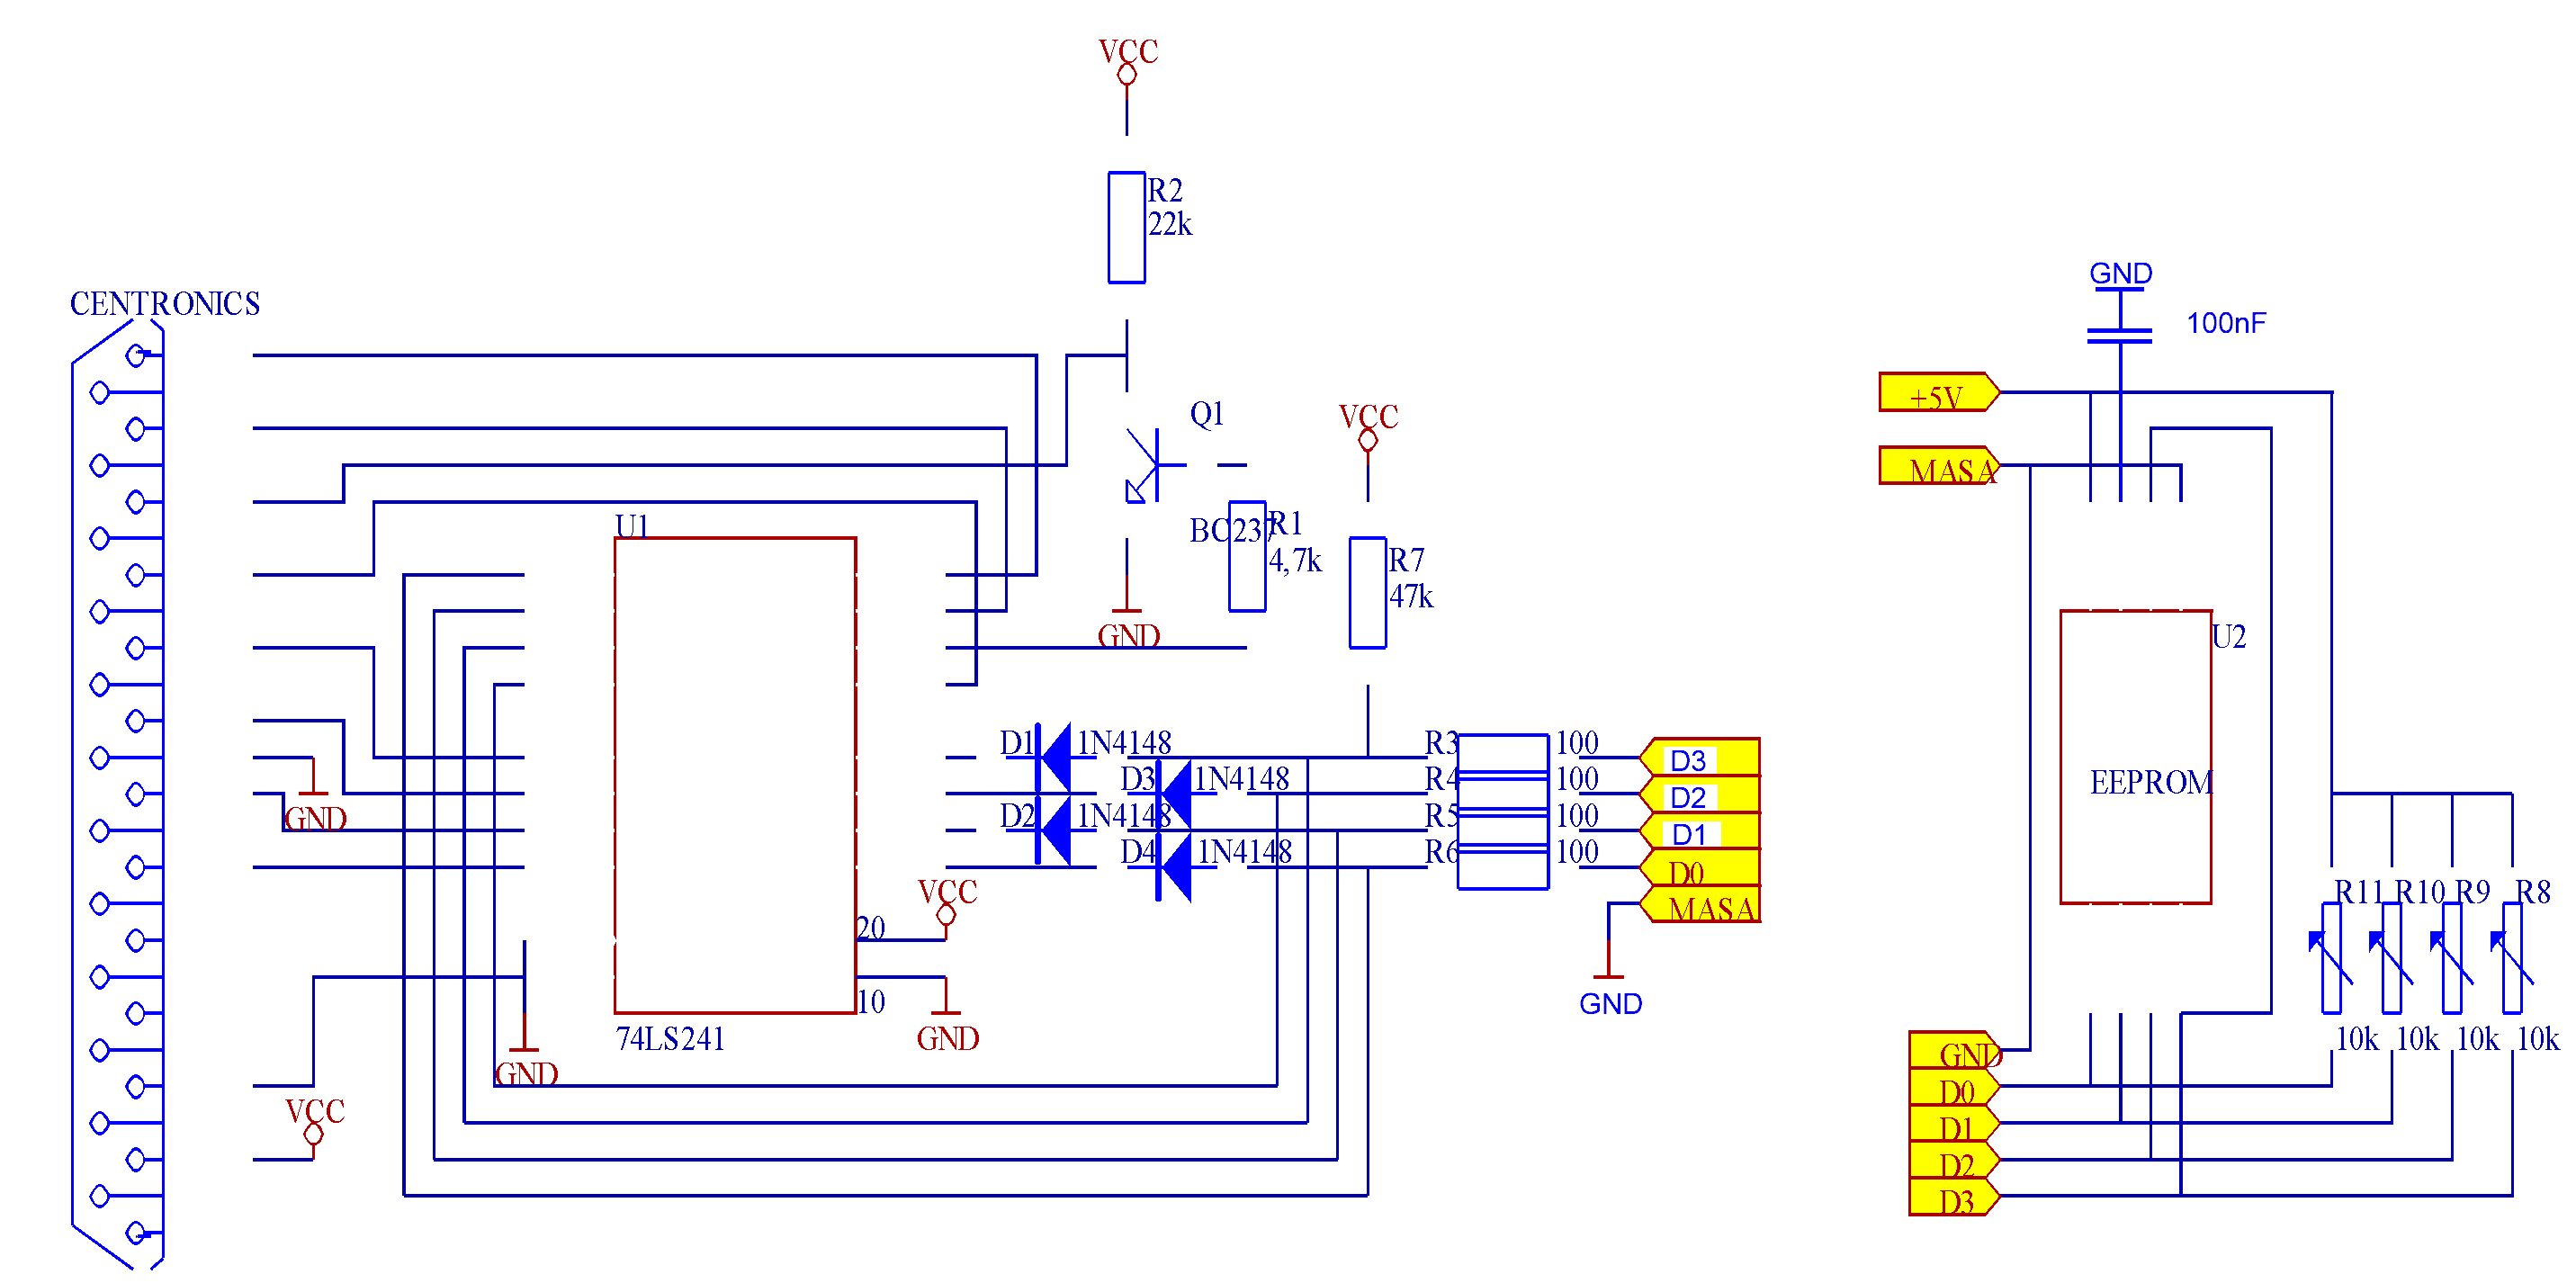 VCC
R2
22k
GND
CENTRONICS
100nF
+5V
Q1
VCC
MASA
U1
BC237
R1
4,7k
R7
47k
GND
U2
D1
1N4148
R3
100
D3
D3
1N4148
R4
100
D2
EEPROM
GND
D2
1N4148
R5
100
D1
D4
1N4148
R6
100
D0
VCC
MASA
R11
R10
R9
R8
20
10
GND
74LS241
GND
10k
10k
10k
10k
GND
GND
D0
VCC
D1
D2
D3